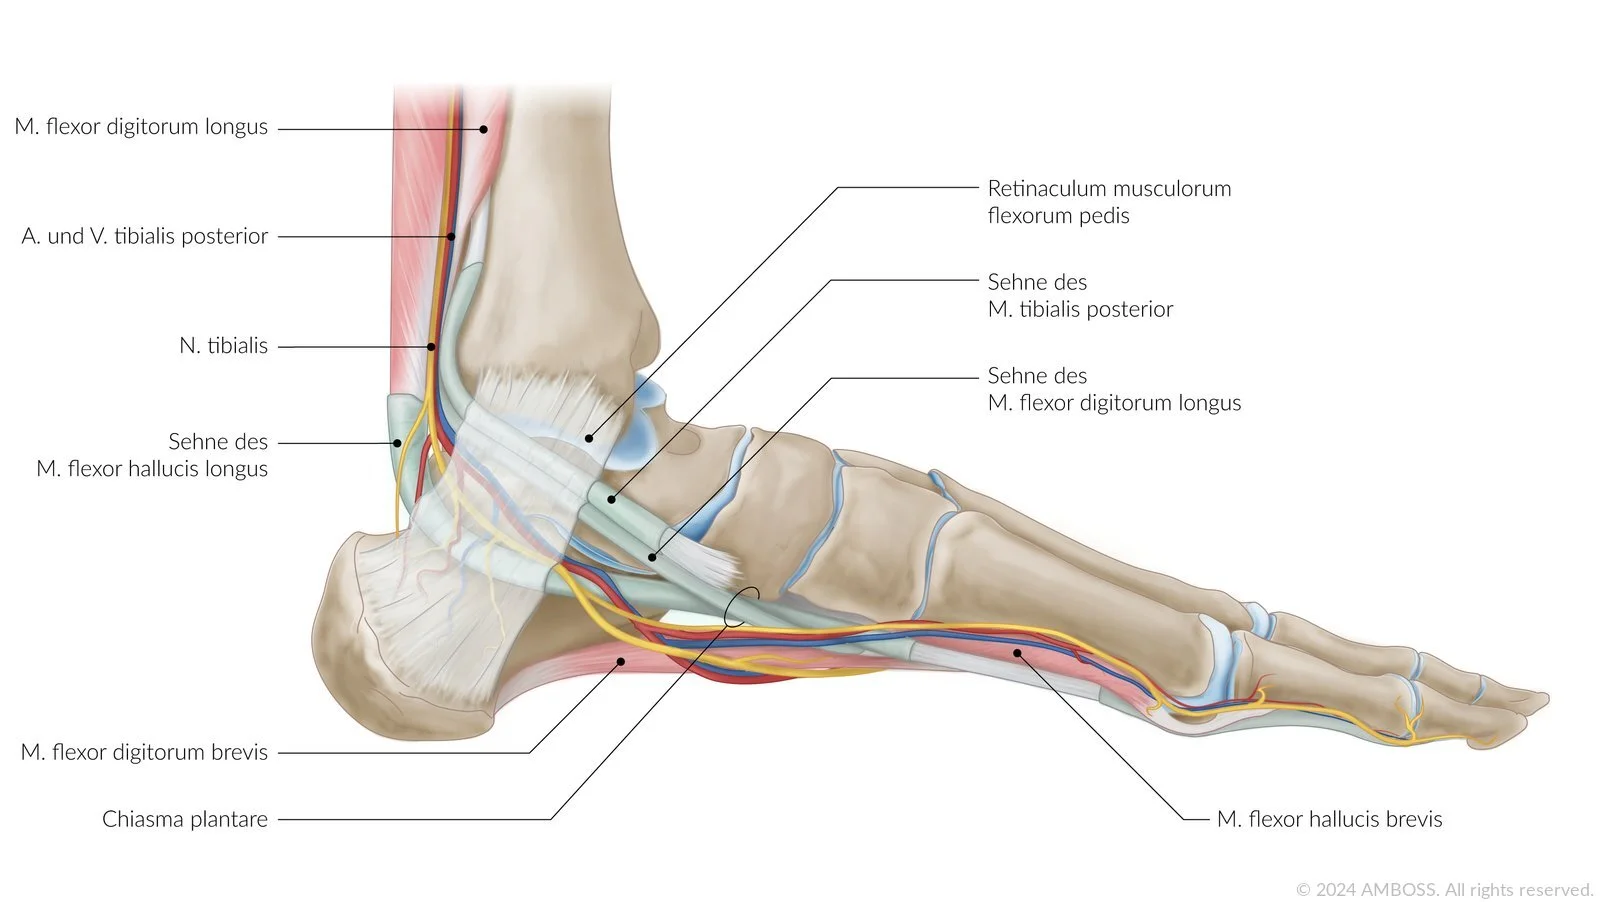 M. flexor digitorum longus
A. und V. tibialis posterior
N. tibialis
Sehne des
M. flexor hallucis longus
M. flexor digitorum brevis
Chiasma plantare
Retinaculum musculorum
flexorum pedis
Sehne des
M. tibialis posterior
Sehne des
M. flexor digitorum longus
M. flexor hallucis brevis
© 2024 AMBOSS. All rights reserved.